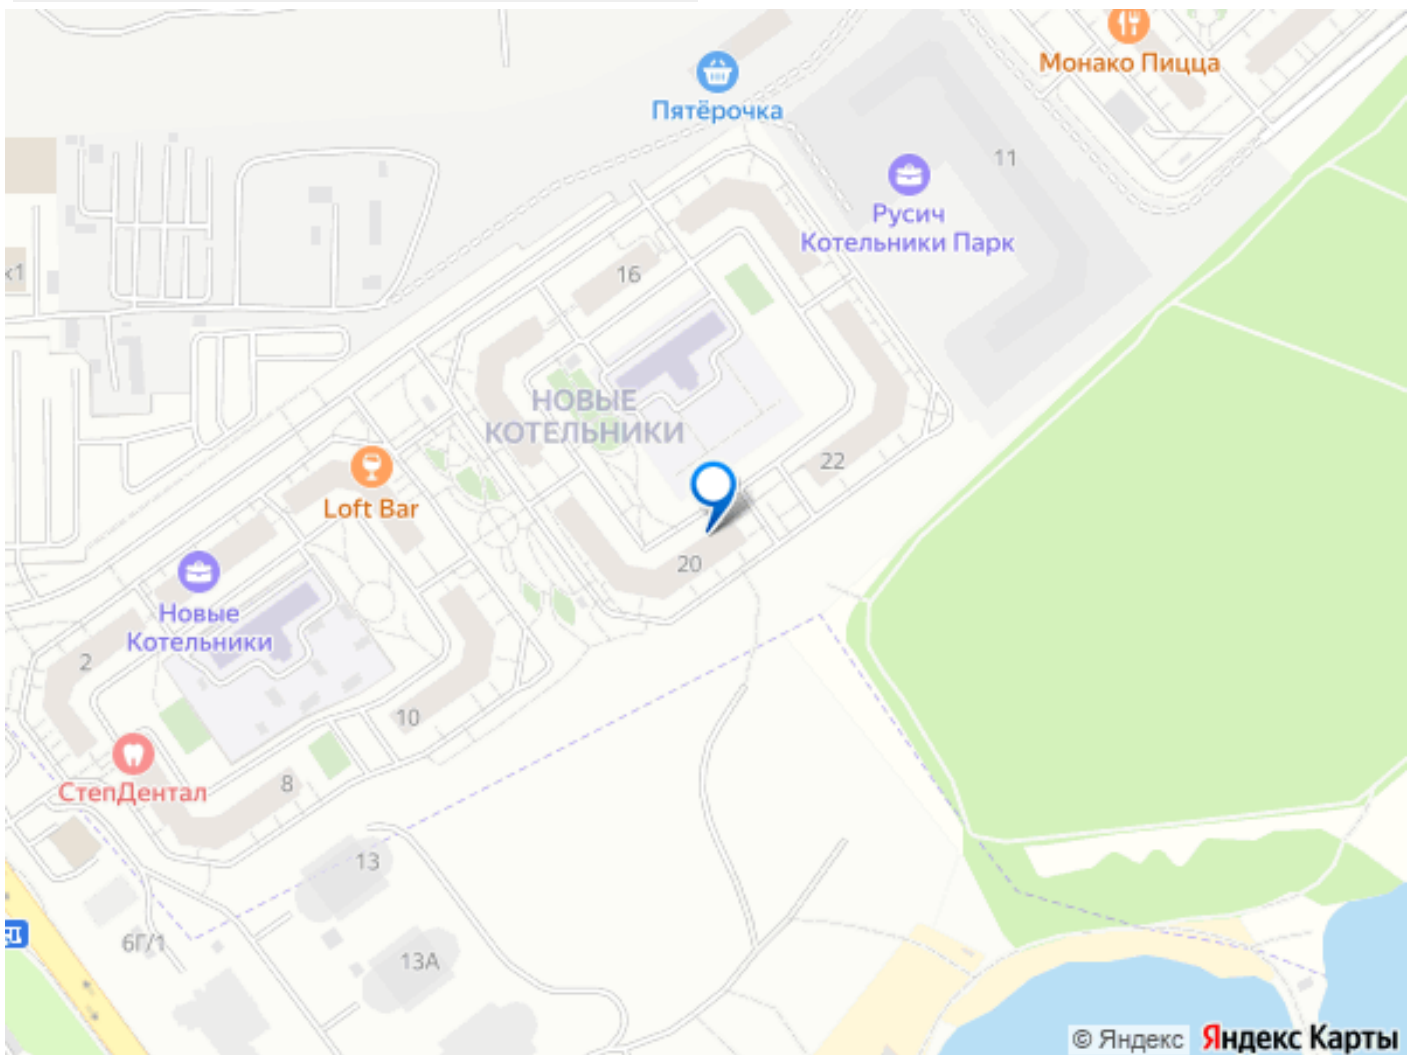 Монако Пицца
Пятёрочка
11
Русич
Котельники Парк
к1
16
НОВЫЕ
КОТЕЛЬНИКИ
22
Loft Bar
20
Новые
Котельники
2
10
8
СтепДентал
13
6Г/1
13А
© Яндекс
Яндекс Карты